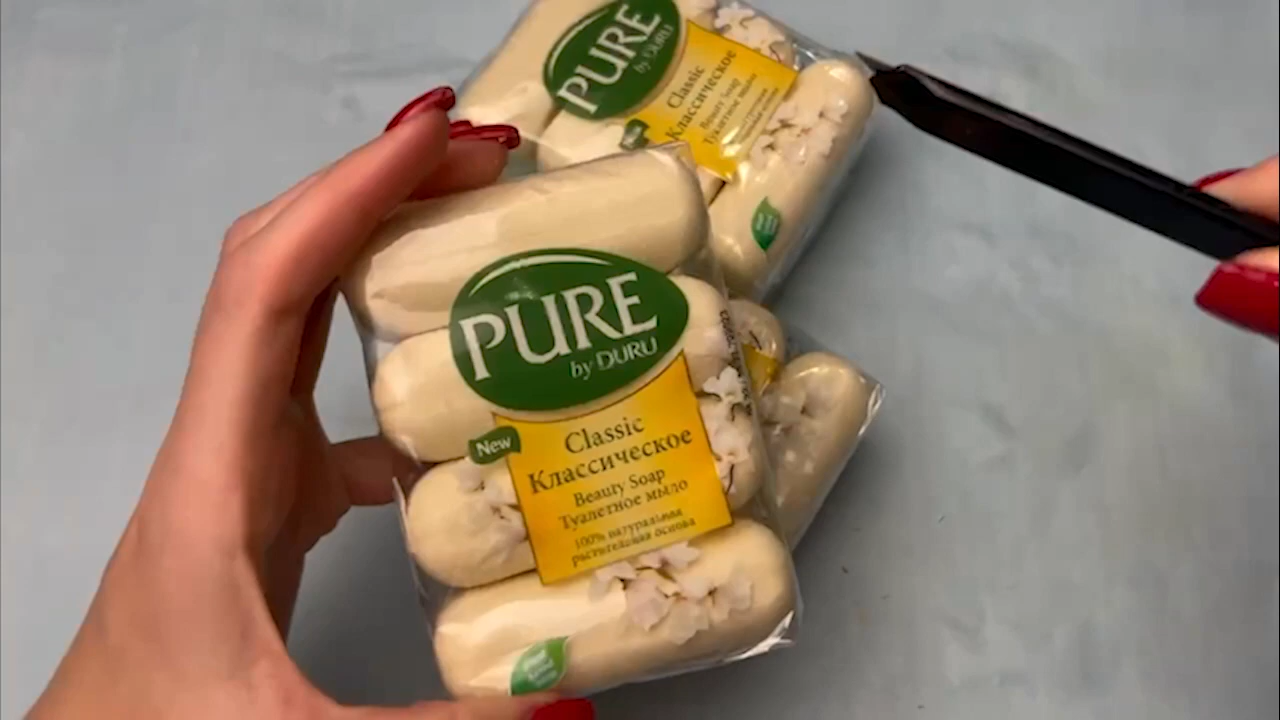 PURE
by DURU
Classic
Классическое
Beauty Soap
Туалетное мыло
New
PURE
by DURU
New
Classic
Классическое
Beauty Soap
Туалетное мыло
100% натуральная
растительная основа